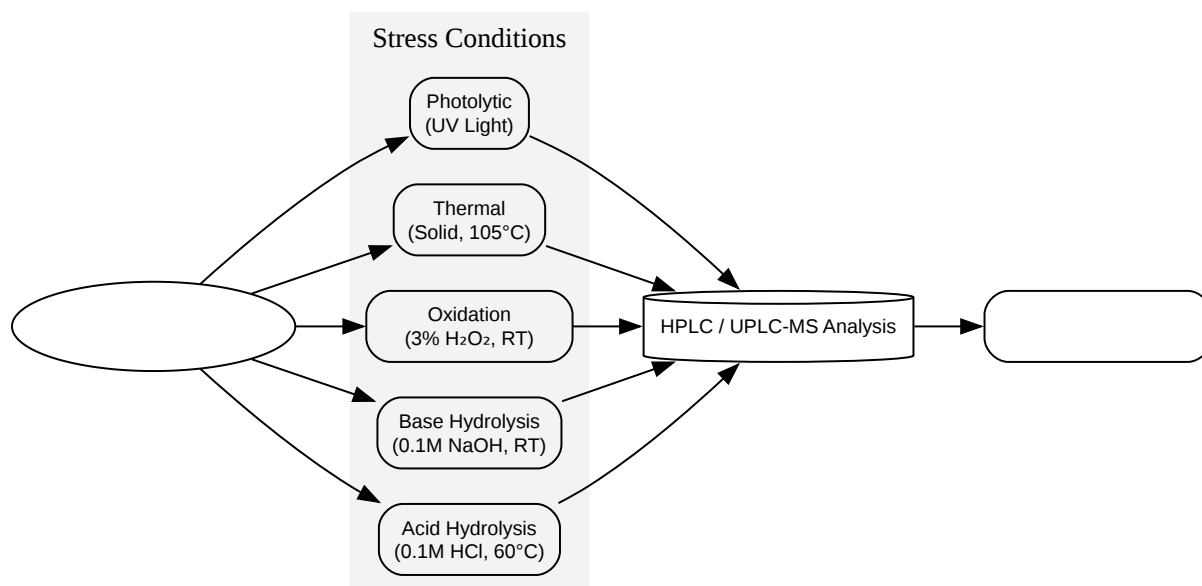 Stress Conditions
Photolytic
(UV Light)
Thermal
(Solid, 105°C)
Oxidation
(3% H₂O₂, RT)
HPLC / UPLC-MS Analysis
Base Hydrolysis
(0.1M NaOH, RT)
Acid Hydrolysis
(0.1M HCl, 60°C)